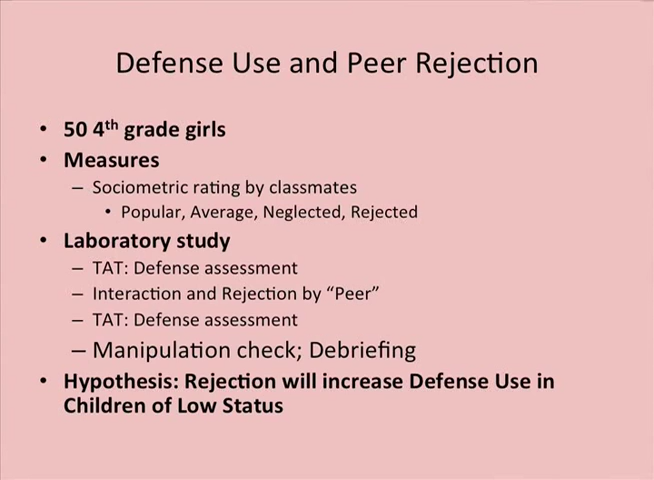 Defense Use and Peer Rejection
• 50 4th grade girls
• Measures
– Sociometric rating by classmates
• Popular, Average, Neglected, Rejected
• Laboratory study
– TAT: Defense assessment
– Interaction and Rejection by “Peer”
– TAT: Defense assessment
– Manipulation check; Debriefing
• Hypothesis: Rejection will increase Defense Use in
Children of Low Status